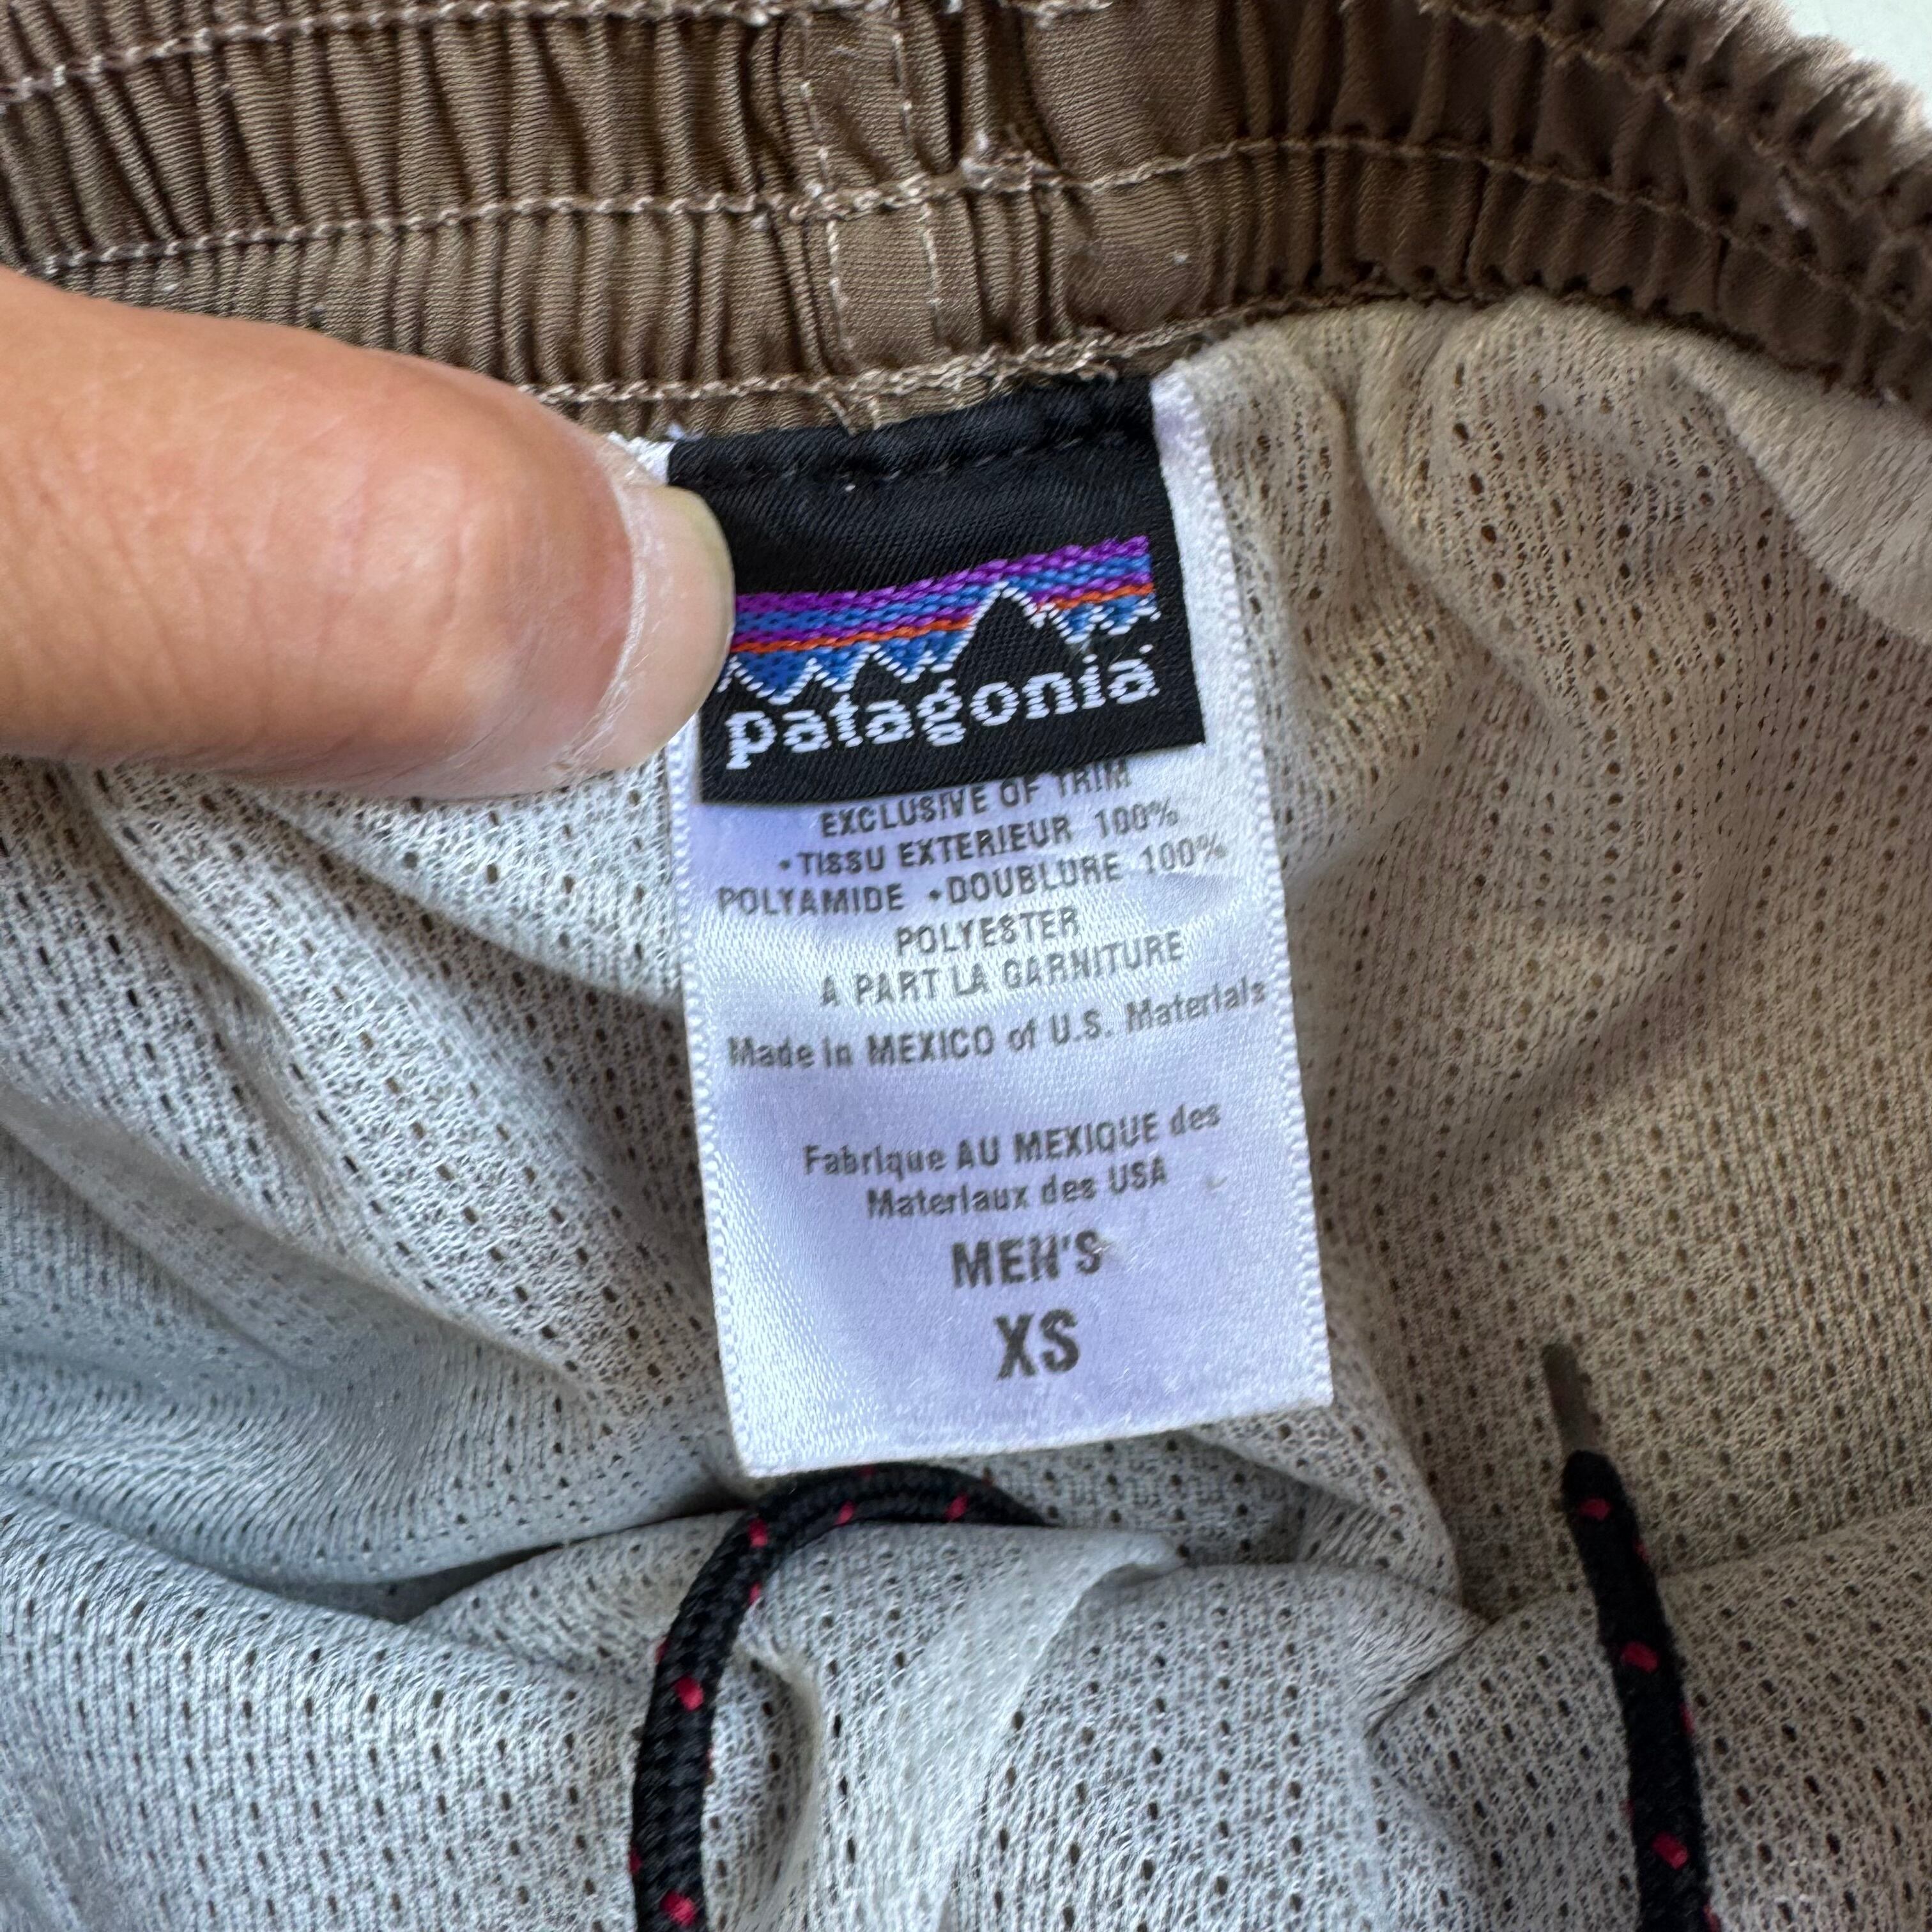 patagonia
EXCLUSIVE OF TRIM
•TISSU EXTERIEUR 100%
POLYAMIDE •DOUBLURE 100%
POLYESTER
A PART LA GARNITURE
Made in MEXICO of U.S. Materials
Fabrique AU MEXIQUE des
Materiaux des USA
MEN'S
XS